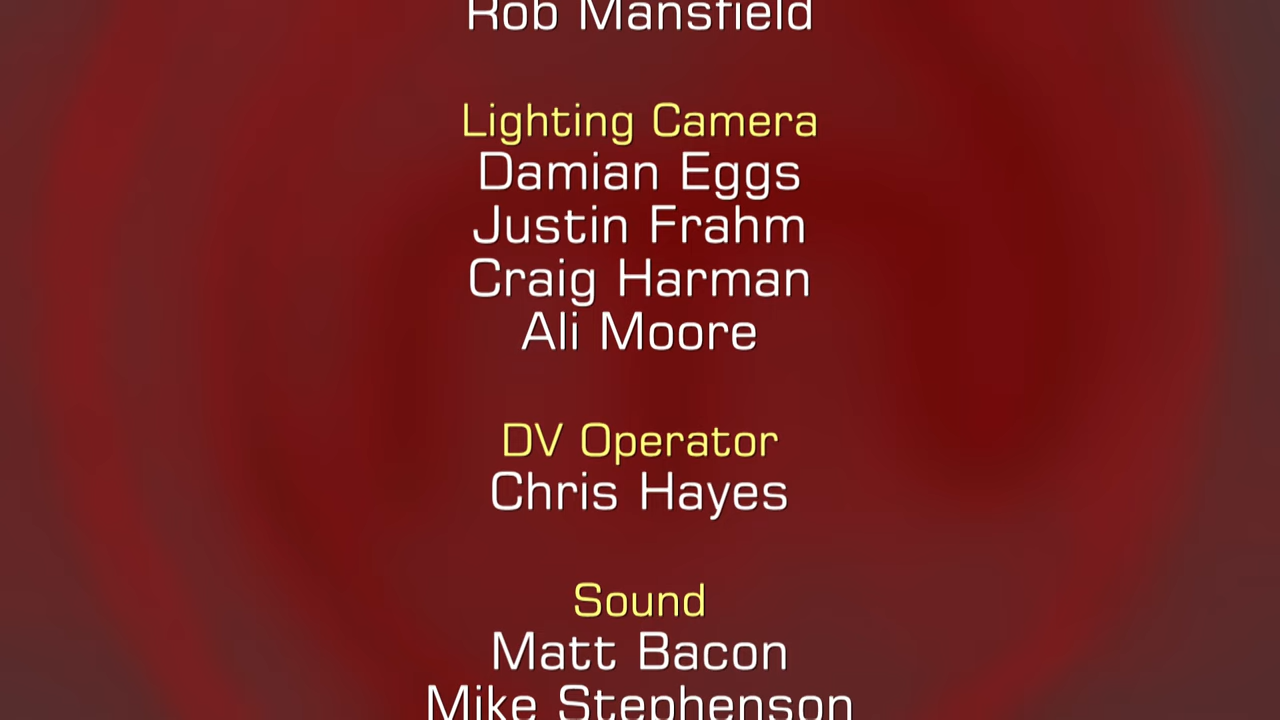 Rob Mansfield
Lighting Camera
Damian Eggs
Justin Frahm
Craig Harman
Ali Moore
DV Operator
Chris Hayes
Sound
Matt Bacon
Mike Stephenson